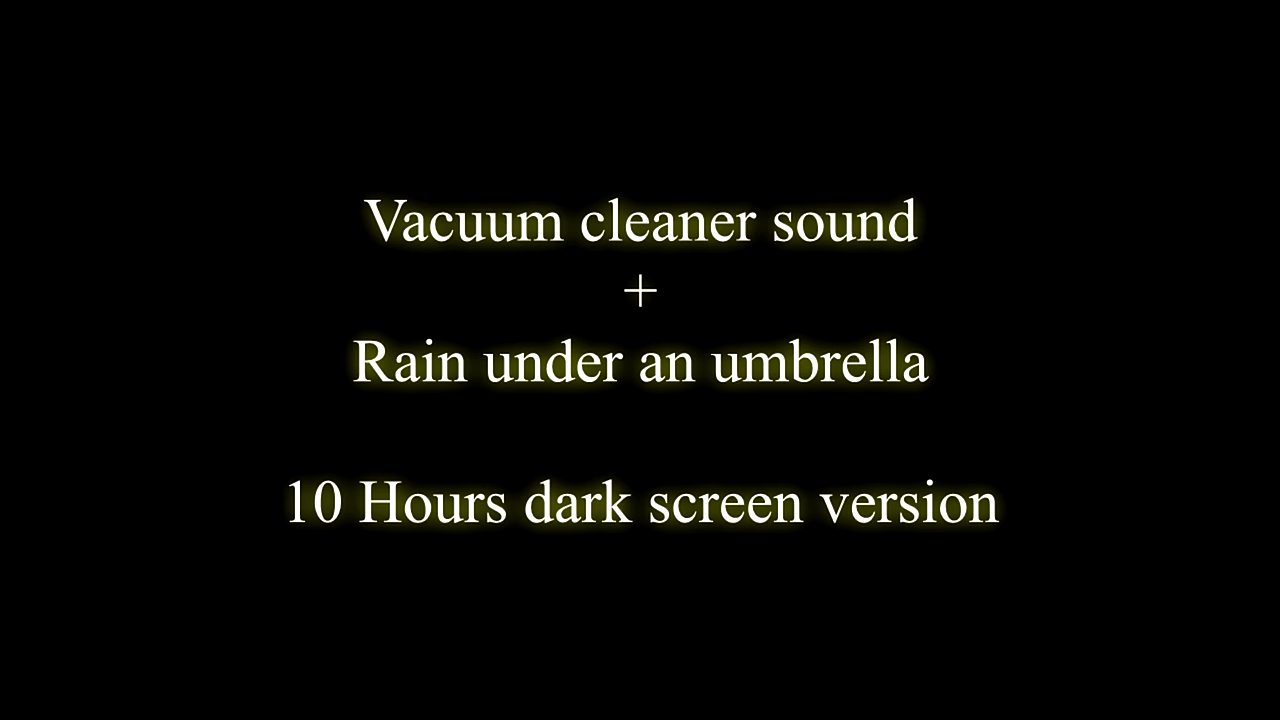 Vacuum cleaner sound
+
Rain under an umbrella
10 Hours dark screen version